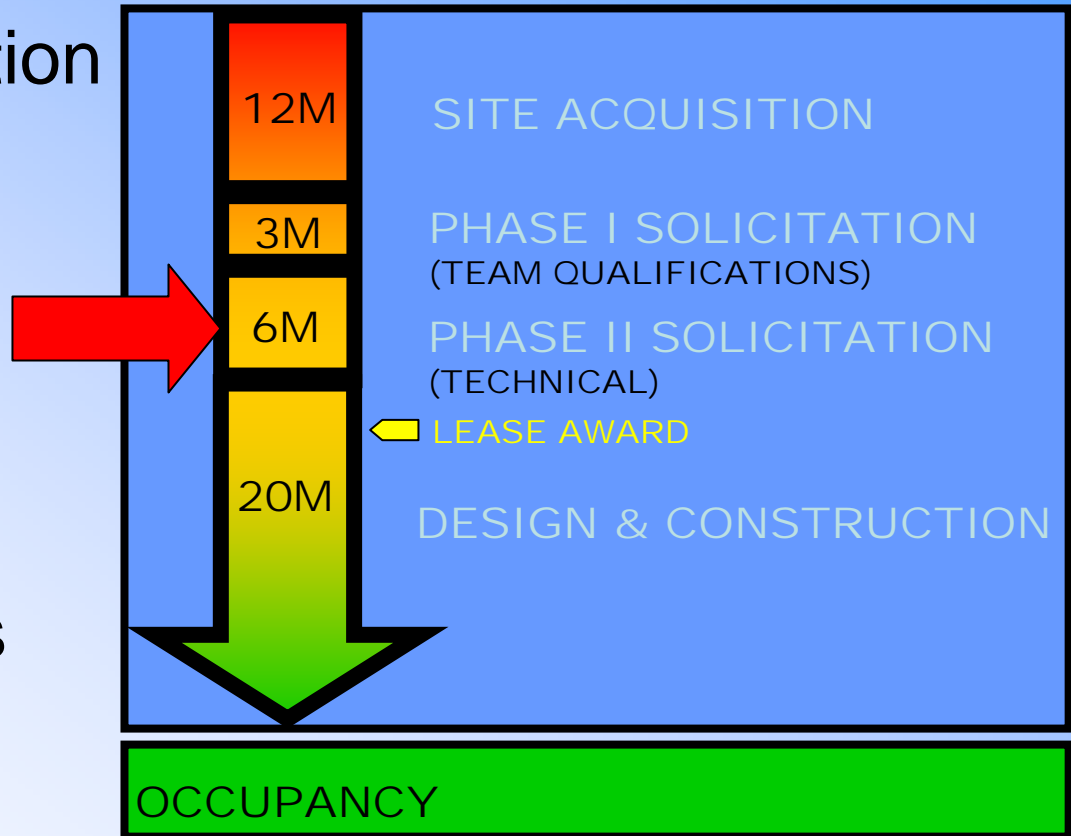 12M
SITE ACQUISITION
3M
PHASE I SOLICITATION
(TEAM QUALIFICATIONS)
6M
PHASE II SOLICITATION
(TECHNICAL)
LEASE AWARD
20M
DESIGN & CONSTRUCTION
OCCUPANCY